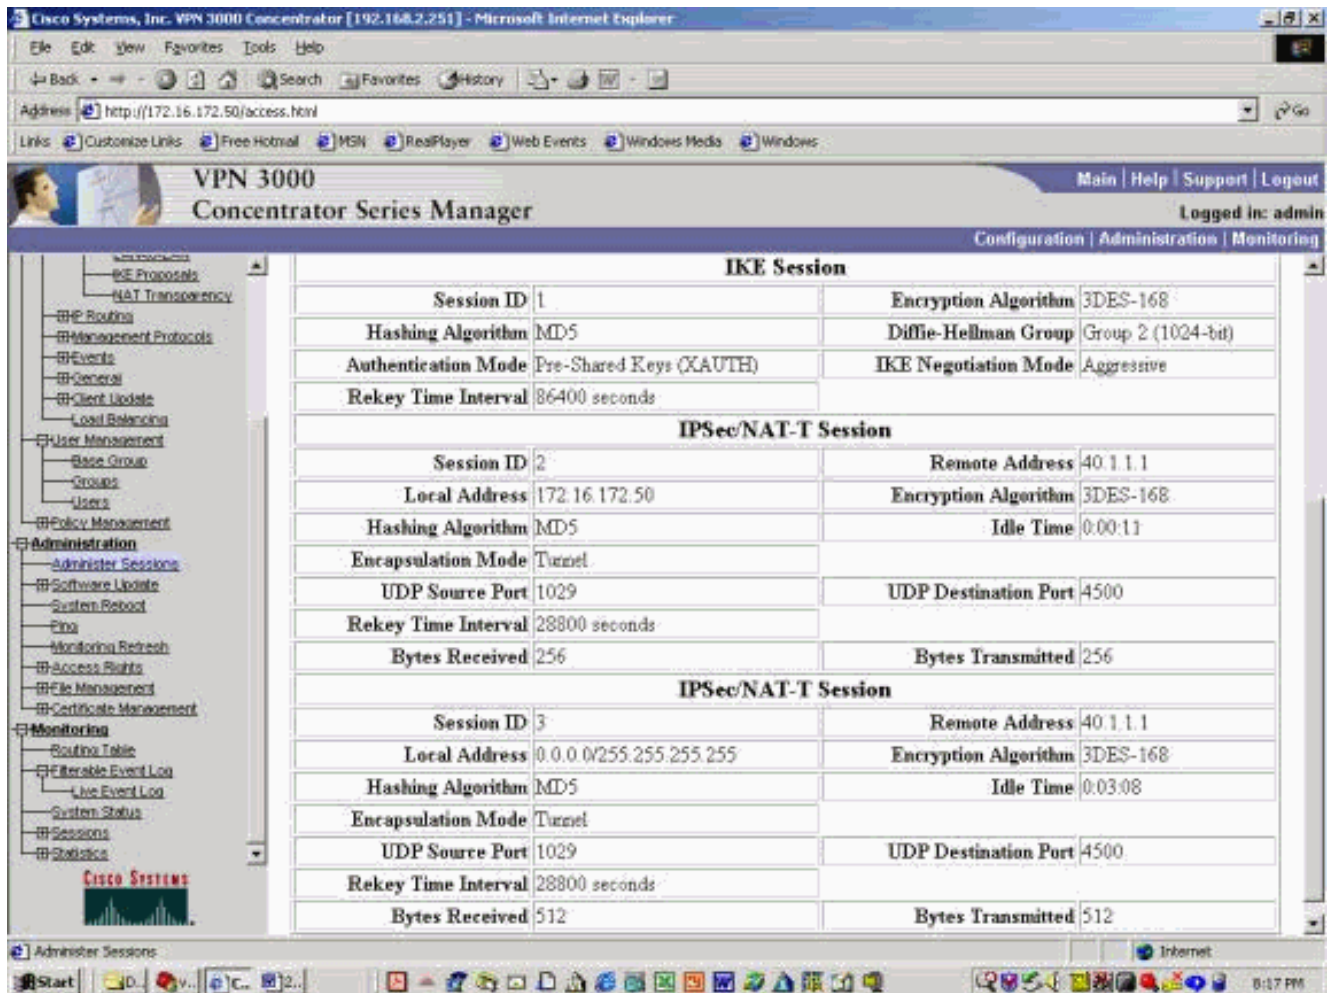 Cisco Systems, Inc. VPN 3000 Concentrator [192.168.2.251] - Microsoft Internet Explorer
File Edit View Favorites Tools Help
Back Search Favorites History
Address http://172.16.172.50/access.html Go
Links Customize Links Free Hotmail MSN RealPlayer Web Events Windows Media Windows
VPN 3000
Concentrator Series Manager
Main | Help | Support | Logout
Logged in: admin
Configuration | Administration | Monitoring
IKE Proposals
NAT Transparency
IP Routing
Management Protocols
Events
General
Client Update
Load Balancing
User Management
Base Group
Groups
Users
Policy Management
Administration
Administer Sessions
Software Update
System Reboot
Ping
Monitoring Refresh
Access Rights
File Management
Certificate Management
Monitoring
Routing Table
Filterable Event Log
Live Event Log
System Status
Sessions
Statistics
CISCO SYSTEMS
IKE Session
Session ID 1 Encryption Algorithm 3DES-168
Hashing Algorithm MD5 Diffie-Hellman Group Group 2 (1024-bit)
Authentication Mode Pre-Shared Keys (XAUTH) IKE Negotiation Mode Aggressive
Rekey Time Interval 86400 seconds
IPSec/NAT-T Session
Session ID 2 Remote Address 40.1.1.1
Local Address 172.16.172.50 Encryption Algorithm 3DES-168
Hashing Algorithm MD5 Idle Time 0:00:11
Encapsulation Mode Tunnel
UDP Source Port 1029 UDP Destination Port 4500
Rekey Time Interval 28800 seconds
Bytes Received 256 Bytes Transmitted 256
IPSec/NAT-T Session
Session ID 3 Remote Address 40.1.1.1
Local Address 0.0.0.0/255.255.255.255 Encryption Algorithm 3DES-168
Hashing Algorithm MD5 Idle Time 0:03:08
Encapsulation Mode Tunnel
UDP Source Port 1029 UDP Destination Port 4500
Rekey Time Interval 28800 seconds
Bytes Received 512 Bytes Transmitted 512
Administer Sessions Internet
Start D... v... C... 2... 8:17 PM